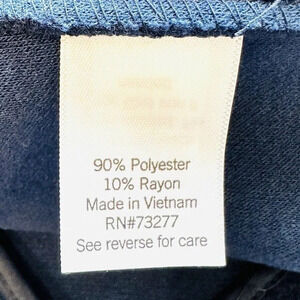 90% Polyester
10% Rayon
Made in Vietnam
RN#73277
See reverse for care